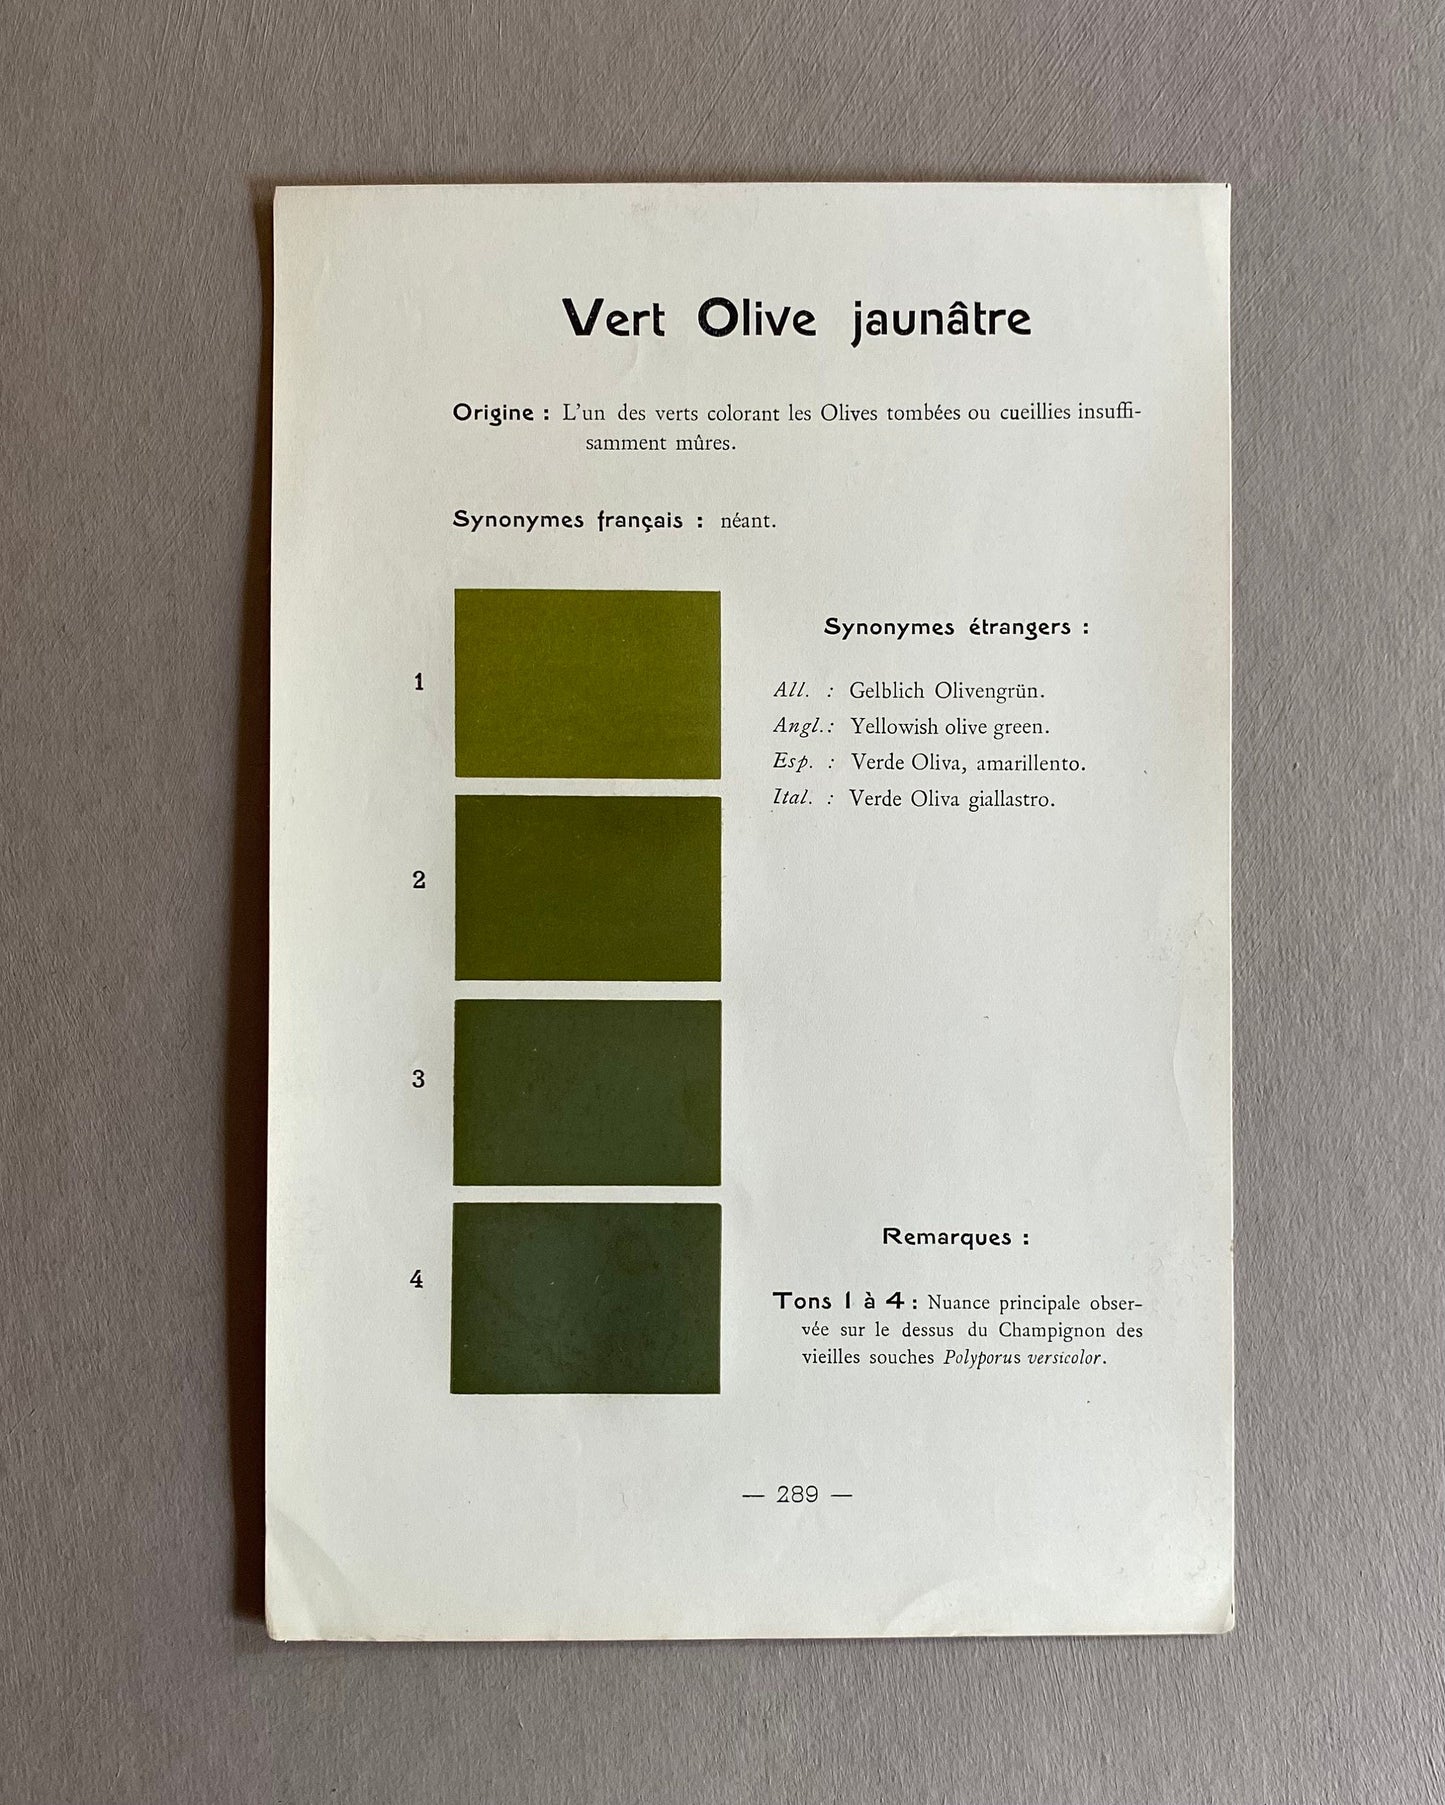 Vert Olive jaunâtre
Origine : L'un des verts colorant les Olives tombées ou cueillies insuffi-
samment mûres.
Synonymes français : néant.
Synonymes étrangers :
1
All. : Gelblich Olivengrün.
Angl.: Yellowish olive green.
Esp. : Verde Oliva, amarillento.
Ital. : Verde Oliva giallastro.
2
3
4
Remarques :
Tons 1 à 4 : Nuance principale obser-
vée sur le dessus du Champignon des
vieilles souches Polyporus versicolor.
— 289 —